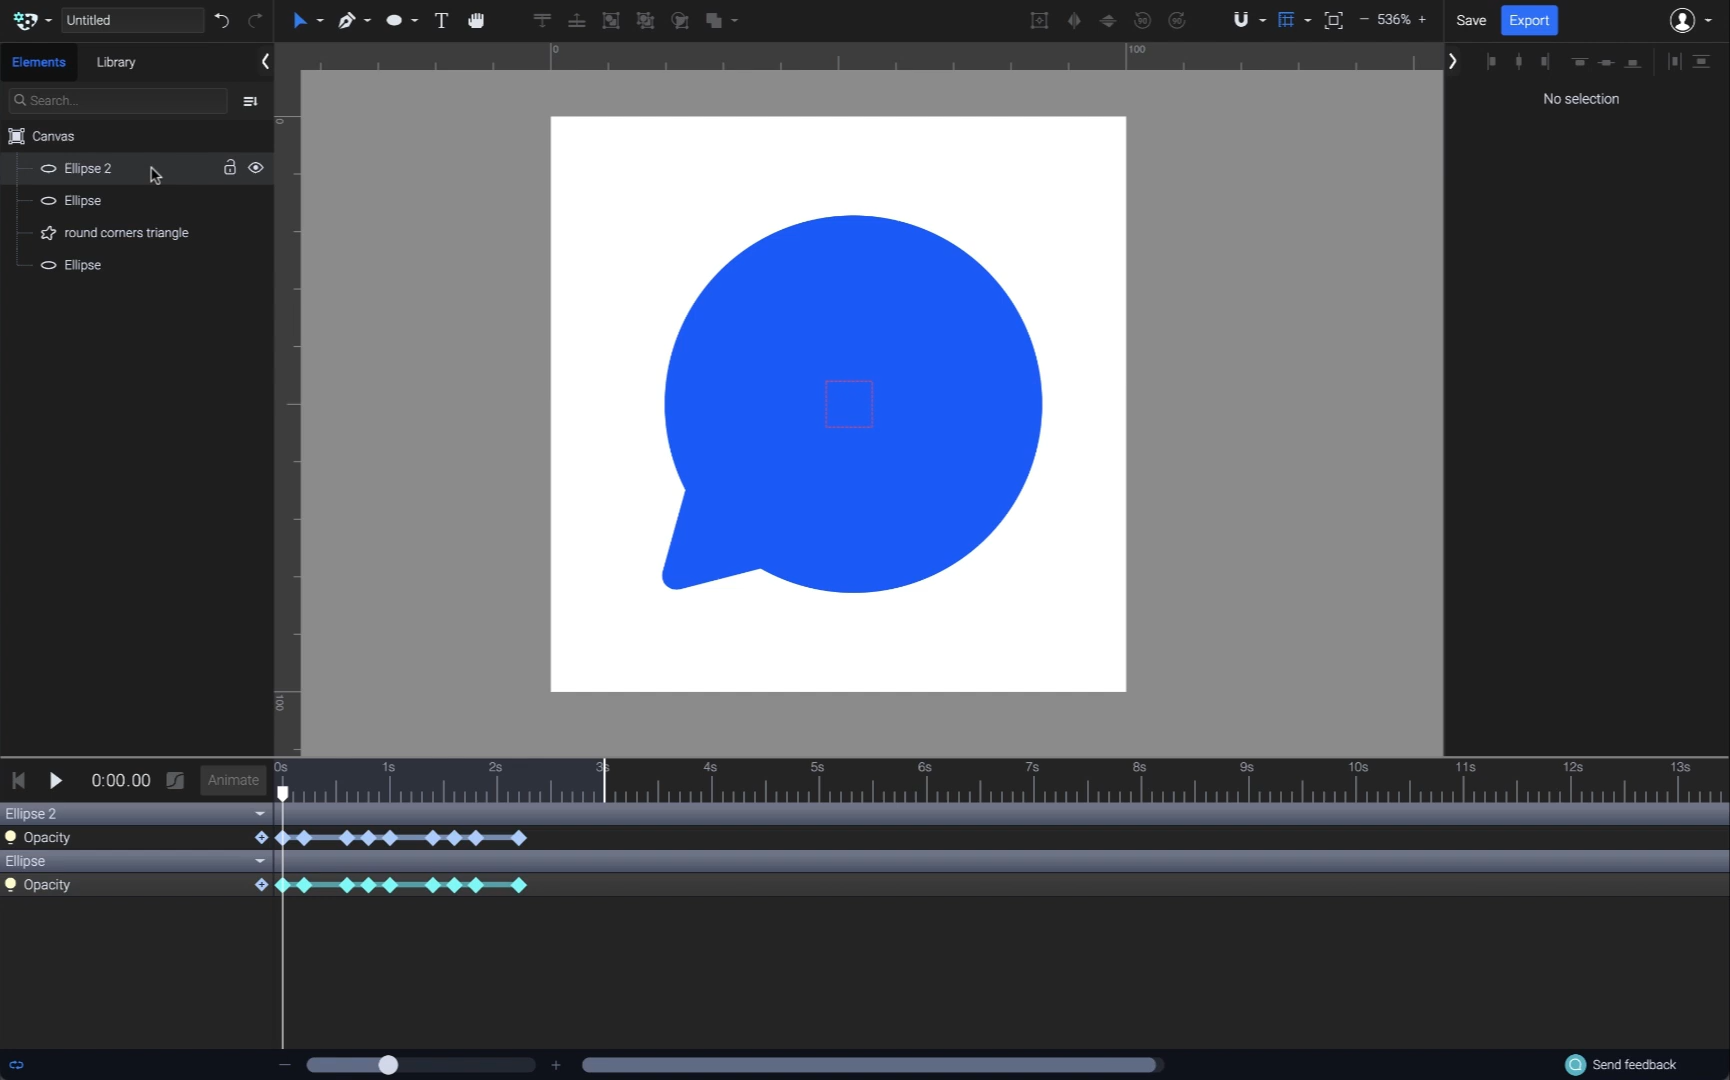 Untitled
T
536%
Save
Export
Elements
Library
Search...
Canvas
Ellipse 2
Ellipse
round corners triangle
Ellipse
0
100
0
100
No selection
0:00.00
Animate
0s
1s
2s
3s
4s
5s
6s
7s
8s
9s
10s
11s
12s
13s
Ellipse 2
Opacity
Ellipse
Opacity
Send feedback